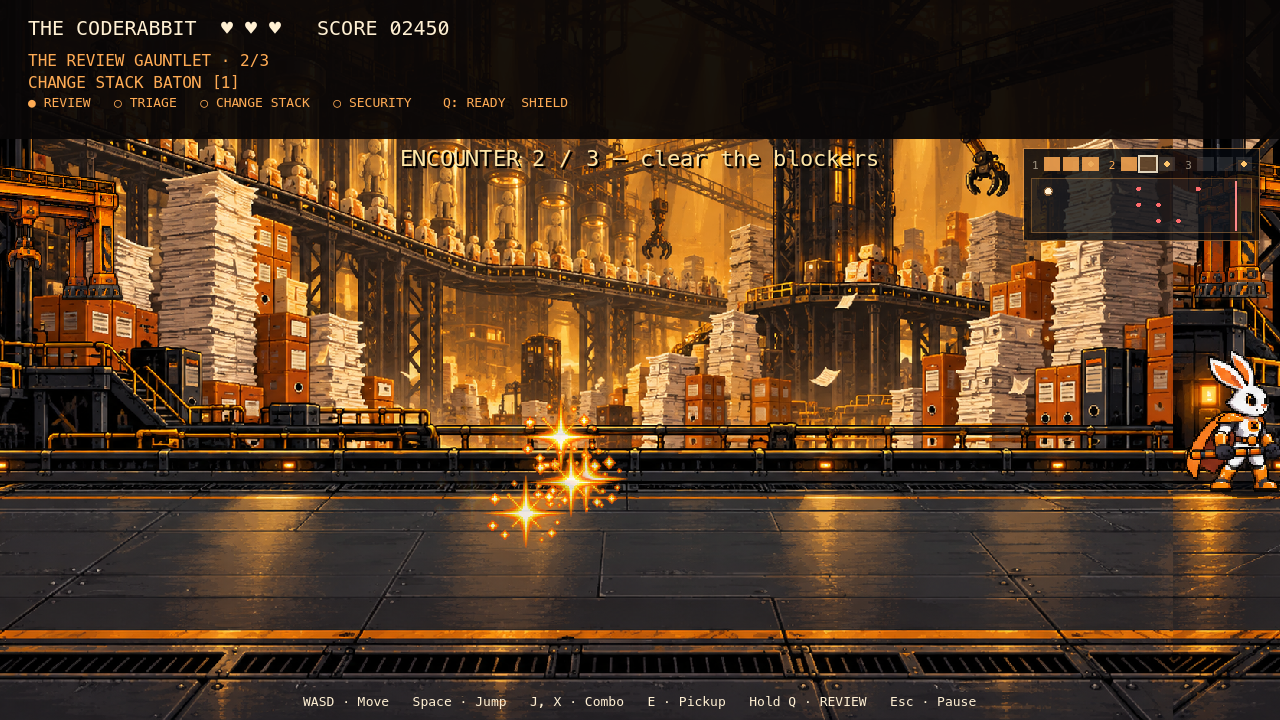 THE CODERABBIT ♥ ♥ ♥ SCORE 02450
THE REVIEW GAUNTLET · 2/3
CHANGE STACK BATON [1]
● REVIEW ○ TRIAGE ○ CHANGE STACK ○ SECURITY Q: READY SHIELD
ENCOUNTER 2 / 3 — clear the blockers
1 2 3
WASD · Move Space · Jump J, X · Combo E · Pickup Hold Q · REVIEW Esc · Pause